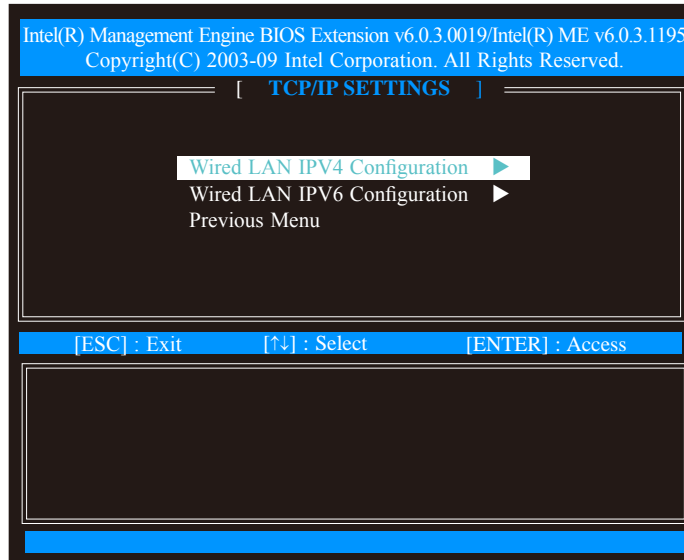 Intel(R) Management Engine BIOS Extension v6.0.3.0019/Intel(R) ME v6.0.3.1195
Copyright(C) 2003-09 Intel Corporation. All Rights Reserved.
[ TCP/IP SETTINGS ]
Wired LAN IPV4 Configuration ▶
Wired LAN IPV6 Configuration ▶
Previous Menu
[ESC] : Exit [↑↓] : Select [ENTER] : Access